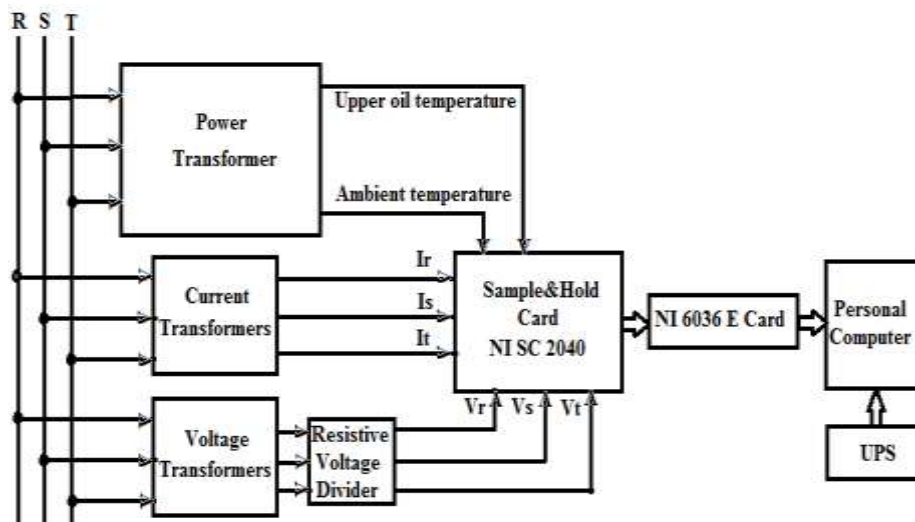 R S T
Power
Transformer
Upper oil temperature
Ambient temperature
Current
Transformers
Ir
Is
It
Sample&Hold
Card
NI SC 2040
NI 6036 E Card
Personal
Computer
Voltage
Transformers
Resistive
Voltage
Divider
Vr Vs Vt
UPS